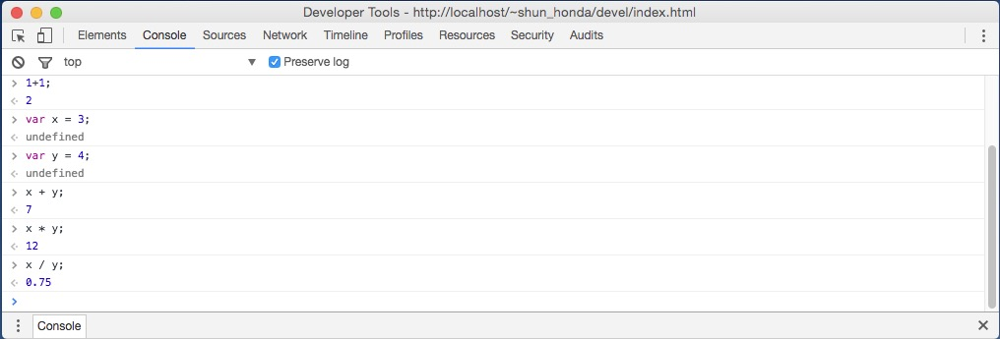 Developer Tools - http://localhost/~shun_honda/devel/index.html
Elements Console Sources Network Timeline Profiles Resources Security Audits
top Preserve log
1+1;
2
var x = 3;
undefined
var y = 4;
undefined
x + y;
7
x * y;
12
x / y;
0.75
Console